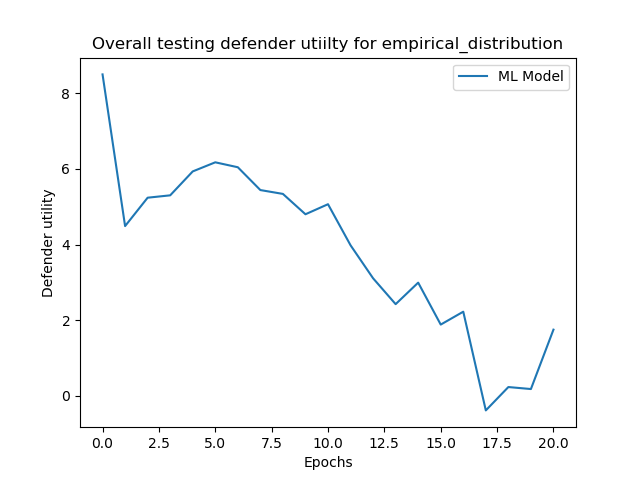 Overall testing defender utiilty for empirical_distribution
ML Model
Defender utility
8
6
4
2
0
0.0 2.5 5.0 7.5 10.0 12.5 15.0 17.5 20.0
Epochs